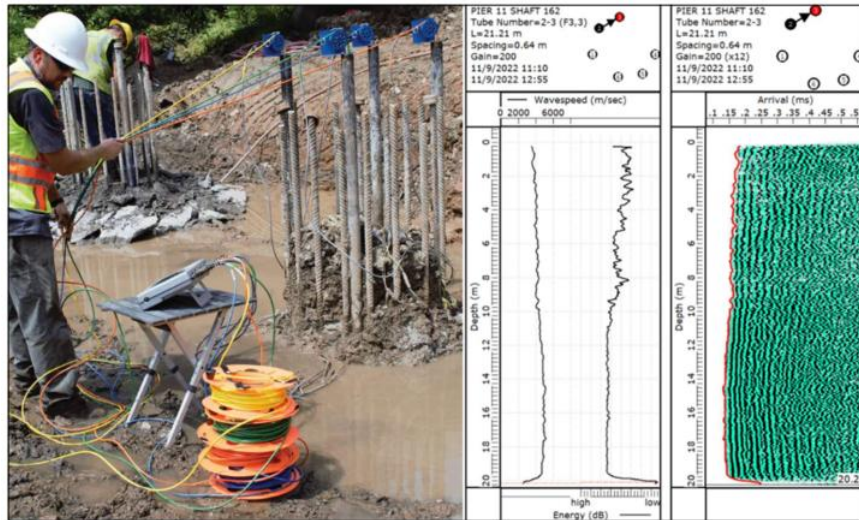 PIER 11 SHAFT 162
Tube Number=2-3 (F3,3)
L=21.21 m
Spacing=0.64 m
Gain=200
11/9/2022 11:10
11/9/2022 12:55
Wavespeed (m/sec)
0 2000 6000
Depth (m)
0
2
4
6
8
10
12
14
16
18
20
high low
Energy (dB)
PIER 11 SHAFT 162
Tube Number=2-3
L=21.21 m
Spacing=0.64 m
Gain=200 (x12)
11/9/2022 11:10
11/9/2022 12:55
Arrival (ms)
.1 .15 .2 .25 .3 .35 .4 .45 .5
Depth (m)
0
2
4
6
8
10
12
14
16
18
20
20.2